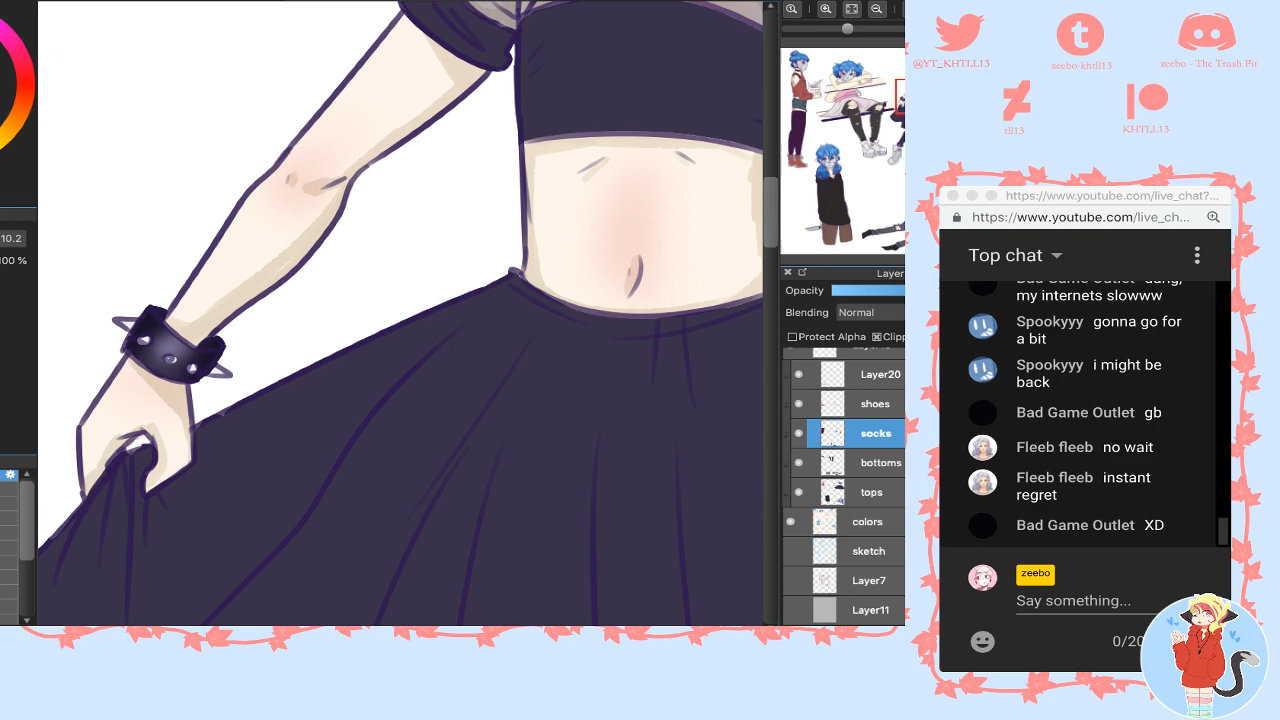 @YT_KHTLL13
zeebo-khtll13
zeebo - The Trash Pit
tll13
KHTLL13
10.2
100 %
Layer
Opacity
Blending Normal
Protect Alpha Clipp
Layer20
shoes
socks
bottoms
tops
colors
sketch
Layer7
Layer11
https://www.youtube.com/live_chat?...
https://www.youtube.com/live_ch...
Top chat
my internets slowww
Spookyyy gonna go for
a bit
Spookyyy i might be
back
Bad Game Outlet gb
Fleeb fleeb no wait
Fleeb fleeb instant
regret
Bad Game Outlet XD
zeebo
Say something...
0/20